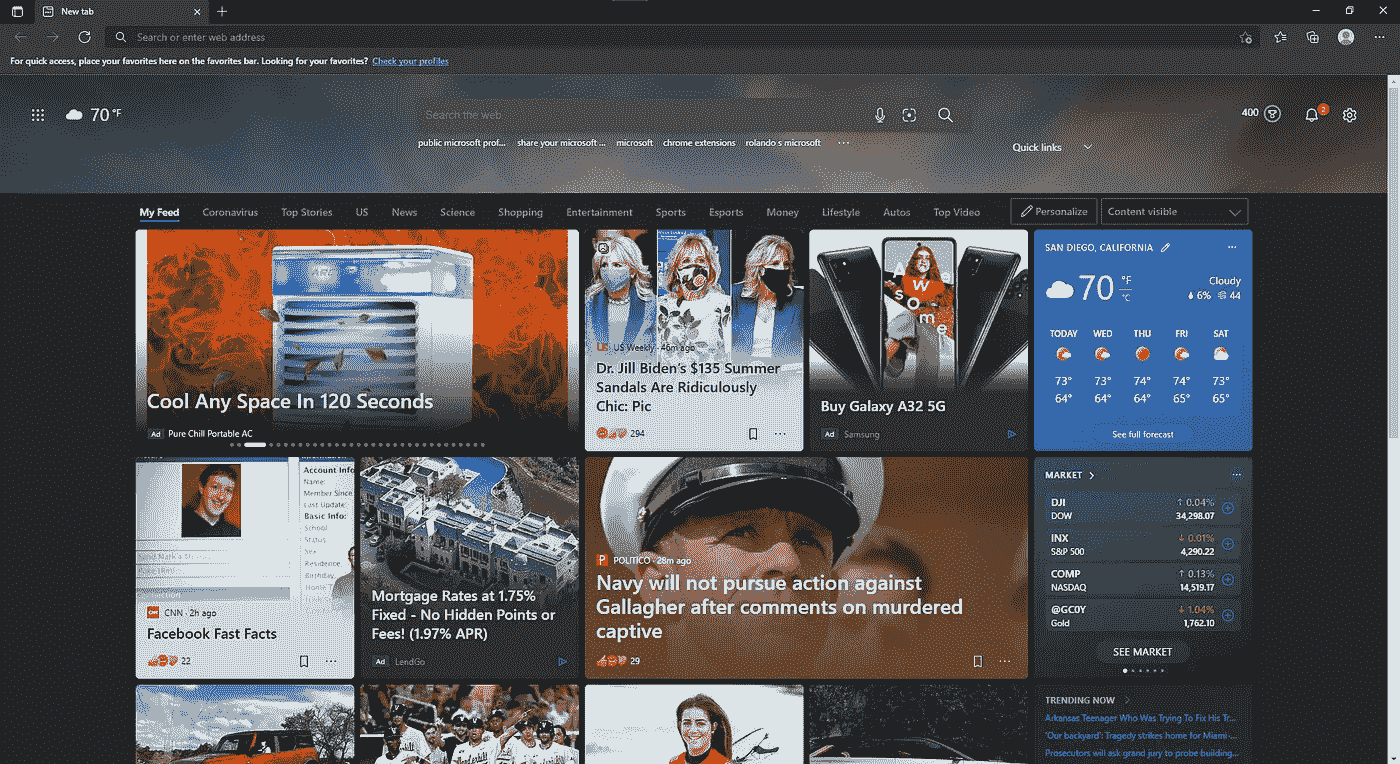 New tab
Search or enter web address
For quick access, place your favorites here on the favorites bar. Looking for your favorites? Check your profiles
70 °F
Search the web
400
2
public microsoft prof... share your microsoft ... microsoft chrome extensions rolando s microsoft ...
Quick links
My Feed Coronavirus Top Stories US News Science Shopping Entertainment Sports Esports Money Lifestyle Autos Top Video
Personalize
Content visible
Cool Any Space In 120 Seconds
Ad Pure Chill Portable AC
US Weekly · 46m ago
Dr. Jill Biden's $135 Summer
Sandals Are Ridiculously
Chic: Pic
294
Awesome
Buy Galaxy A32 5G
Ad Samsung
SAN DIEGO, CALIFORNIA
70 °F
°C
Cloudy
6% 44
TODAY WED THU FRI SAT
73° 73° 74° 74° 73°
64° 64° 64° 65° 65°
See full forecast
Account Info
Name:
Member Since
Last Update:
Basic Info:
School
Status
Sex
Residence
Birthday
CNN · 2h ago
Facebook Fast Facts
22
Mortgage Rates at 1.75%
Fixed - No Hidden Points or
Fees! (1.97% APR)
Ad LendGo
POLITICO · 28m ago
Navy will not pursue action against
Gallagher after comments on murdered
captive
29
MARKET
DJI ↑ 0.04%
DOW 34,298.07
INX ↓ 0.01%
S&P 500 4,290.22
COMP ↑ 0.13%
NASDAQ 14,519.17
@GC0Y ↓ 1.04%
Gold 1,762.10
SEE MARKET
TRENDING NOW
Arkansas Teenager Who Was Trying To Fix His Tr...
'Our backyard': Tragedy strikes home for Miami-...
Prosecutors will ask grand jury to probe building...